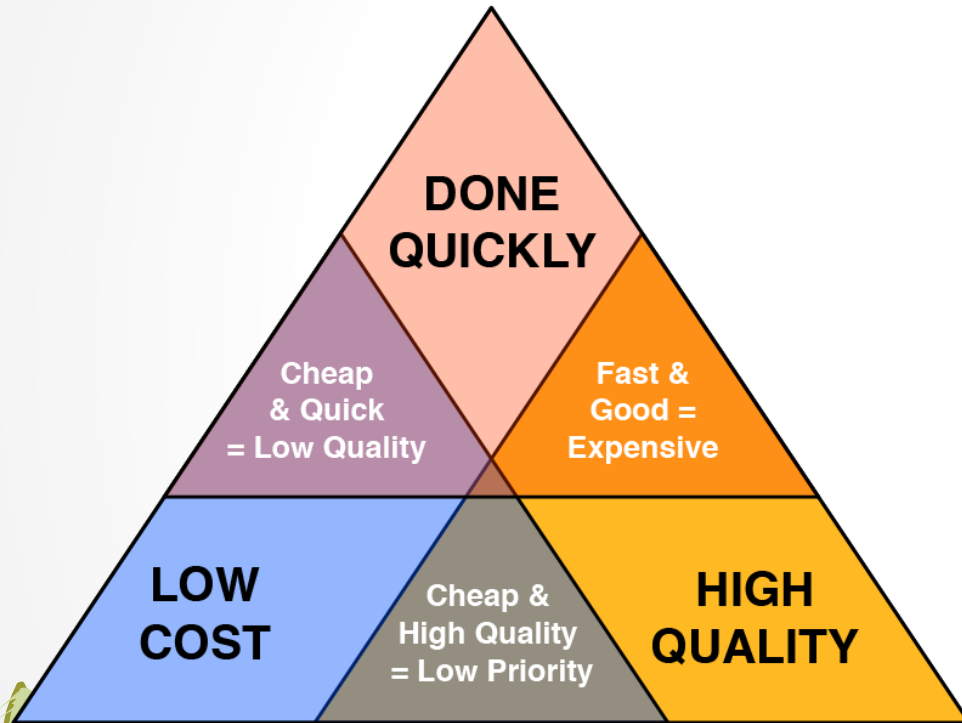 DONE
QUICKLY
Cheap
& Quick
= Low Quality
Fast &
Good =
Expensive
LOW
COST
Cheap &
High Quality
= Low Priority
HIGH
QUALITY